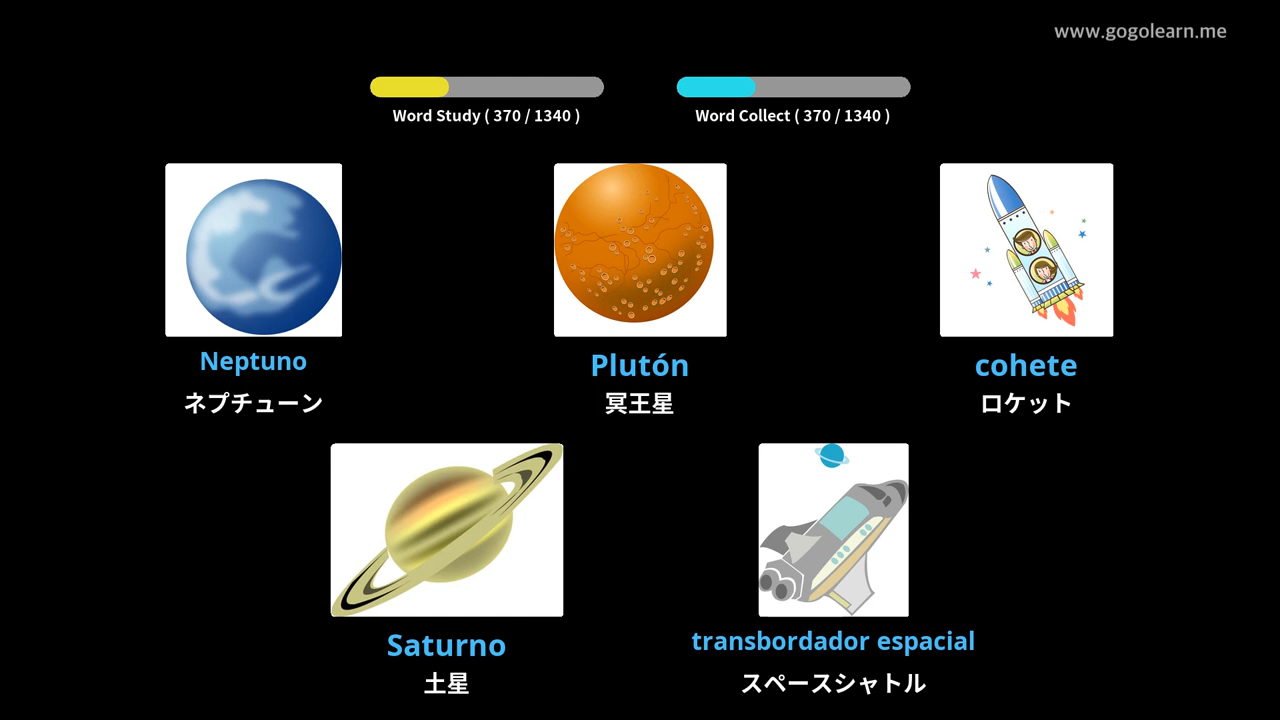 www.gogolearn.me
Word Study ( 370 / 1340 )
Word Collect ( 370 / 1340 )
Neptuno
ネプチューン
Plutón
冥王星
cohete
ロケット
Saturno
土星
transbordador espacial
スペースシャトル